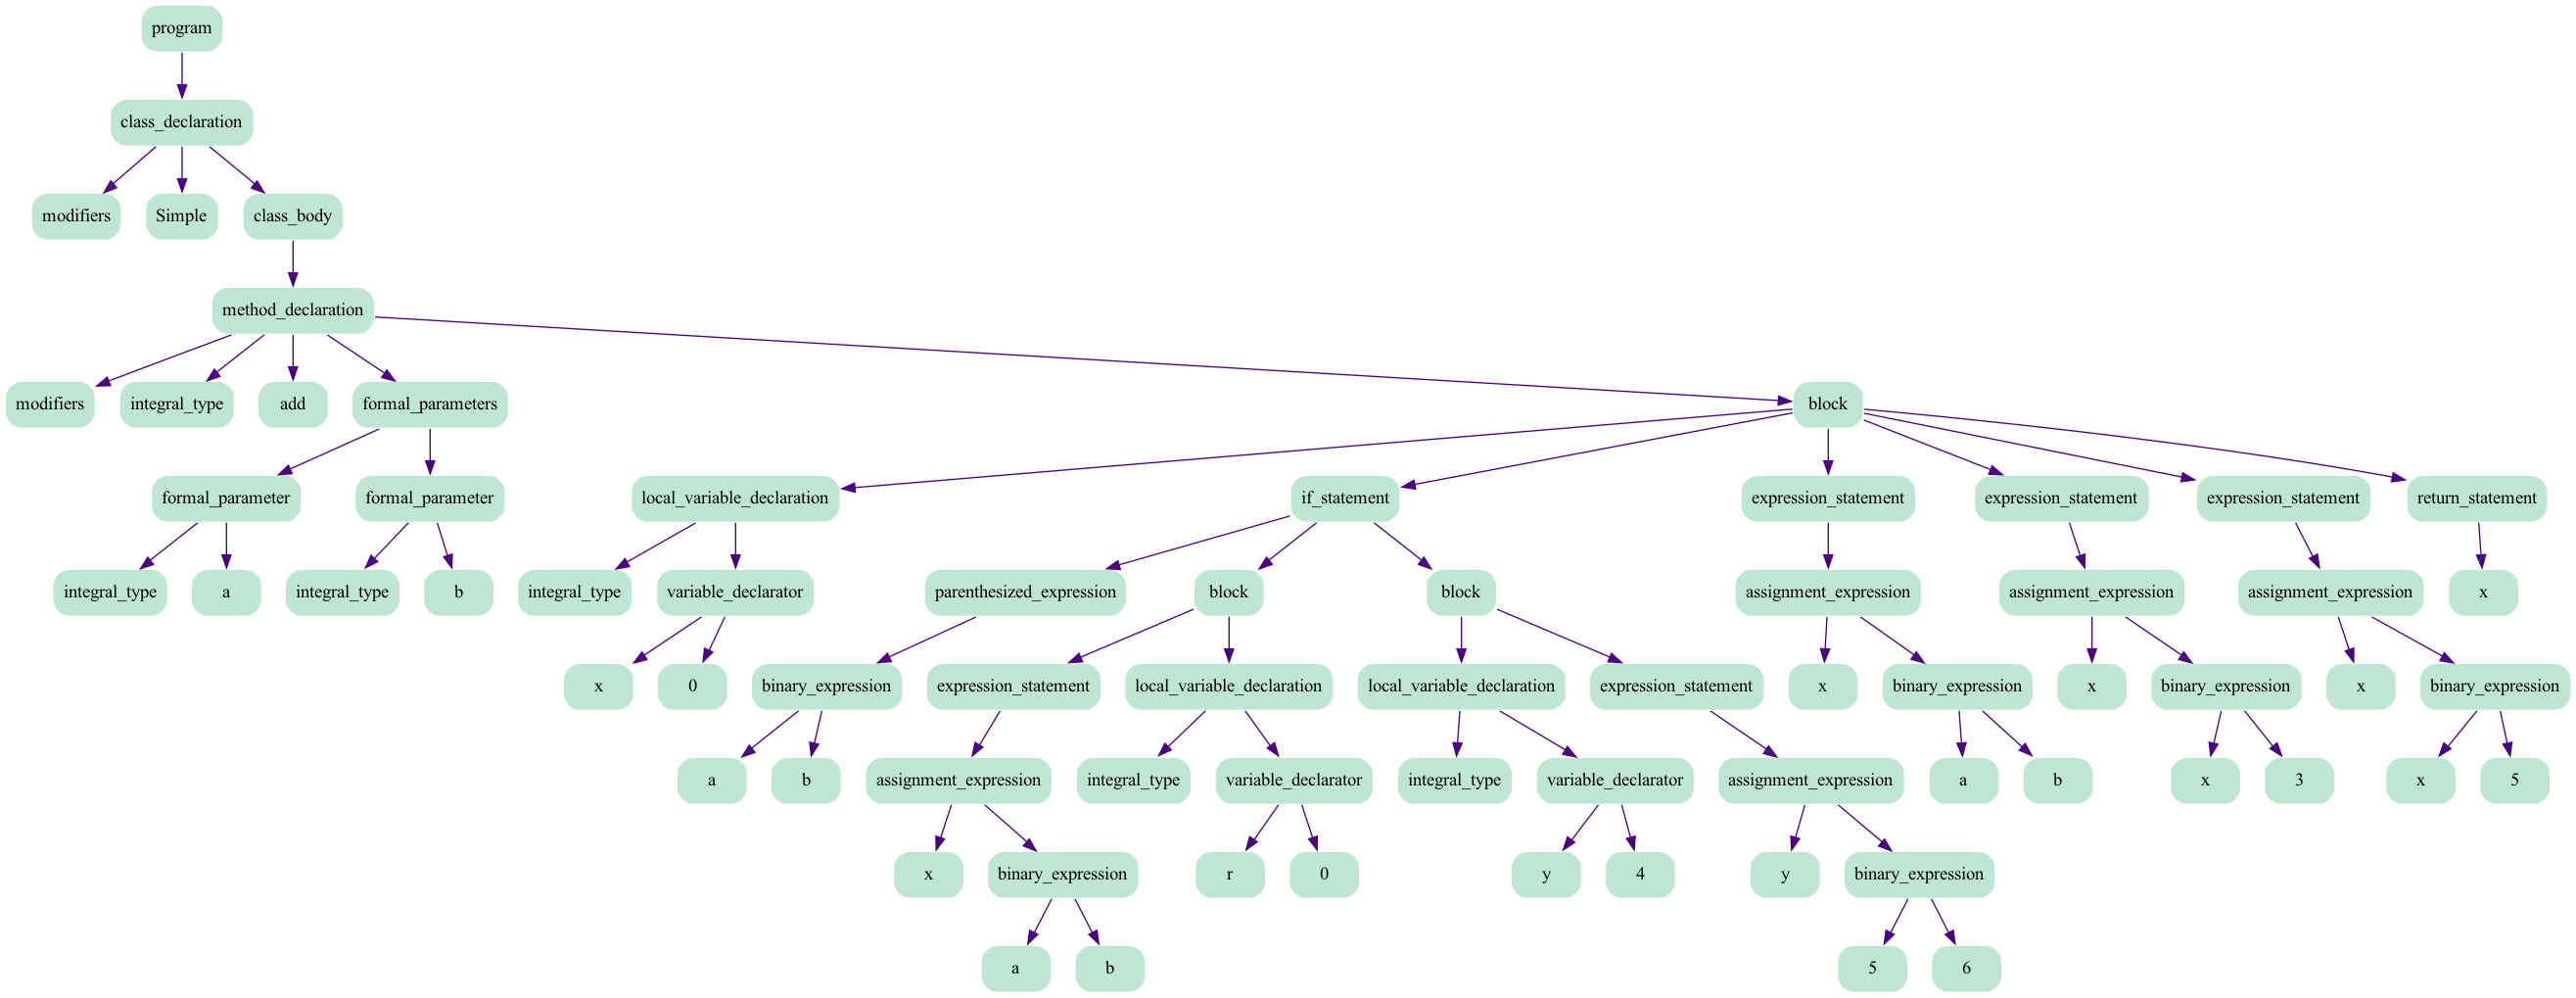 program
class_declaration
modifiers Simple class_body
method_declaration
modifiers integral_type add formal_parameters block
formal_parameter formal_parameter local_variable_declaration if_statement expression_statement expression_statement expression_statement return_statement
integral_type a integral_type b integral_type variable_declarator parenthesized_expression block block assignment_expression assignment_expression assignment_expression x
x 0 binary_expression expression_statement local_variable_declaration local_variable_declaration expression_statement x binary_expression x binary_expression x binary_expression
a b assignment_expression integral_type variable_declarator integral_type variable_declarator assignment_expression a b x 3 x 5
x binary_expression r 0 y 4 y binary_expression
a b 5 6